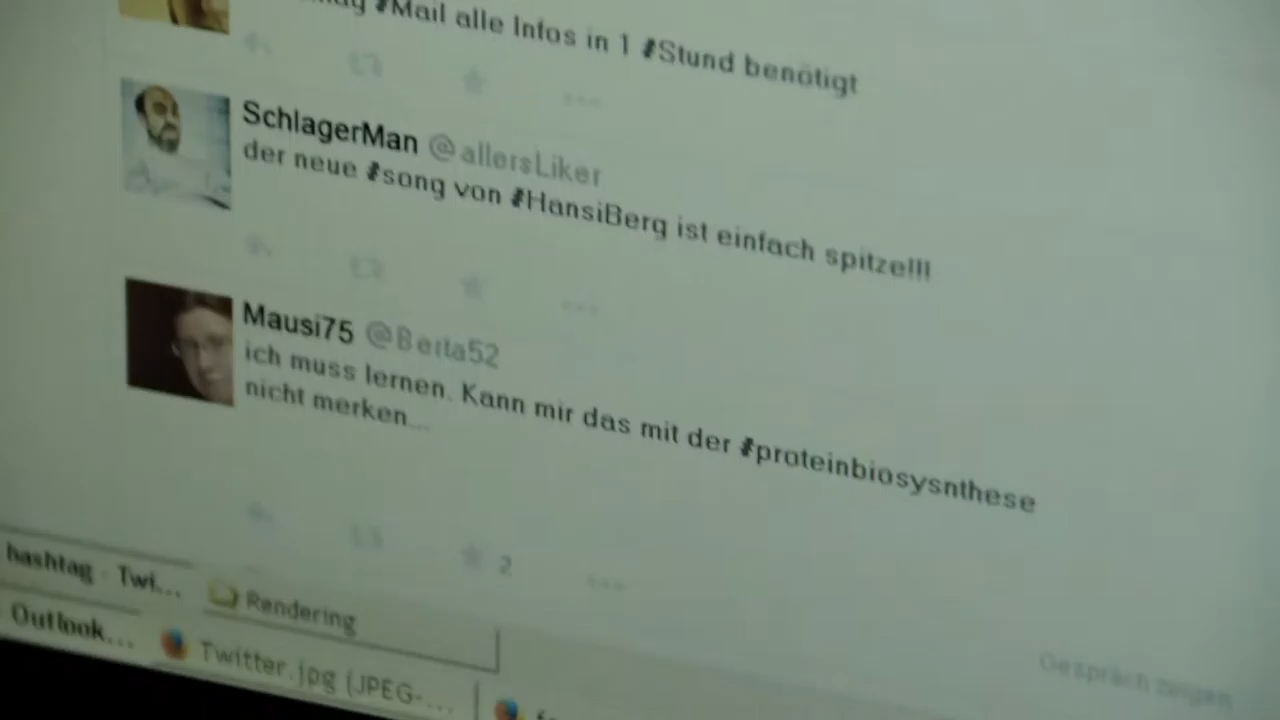 #Mail alle Infos in 1 #Stund benötigt
SchlagerMan @allersLiker
der neue #song von #HansiBerg ist einfach spitze!!!
Mausi75 @Berta52
ich muss lernen. Kann mir das mit der #proteinbiosysnthese
nicht merken...
2
Gespräch zeigen
hashtag - Twi... Rendering
Outlook... Twitter.jpg (JPEG-...